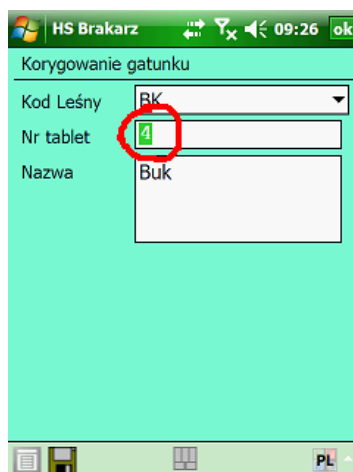 HS Brakarz 09:26 ok
Korygowanie gatunku
Kod Leśny BK
Nr tablet 4
Nazwa Buk
PL